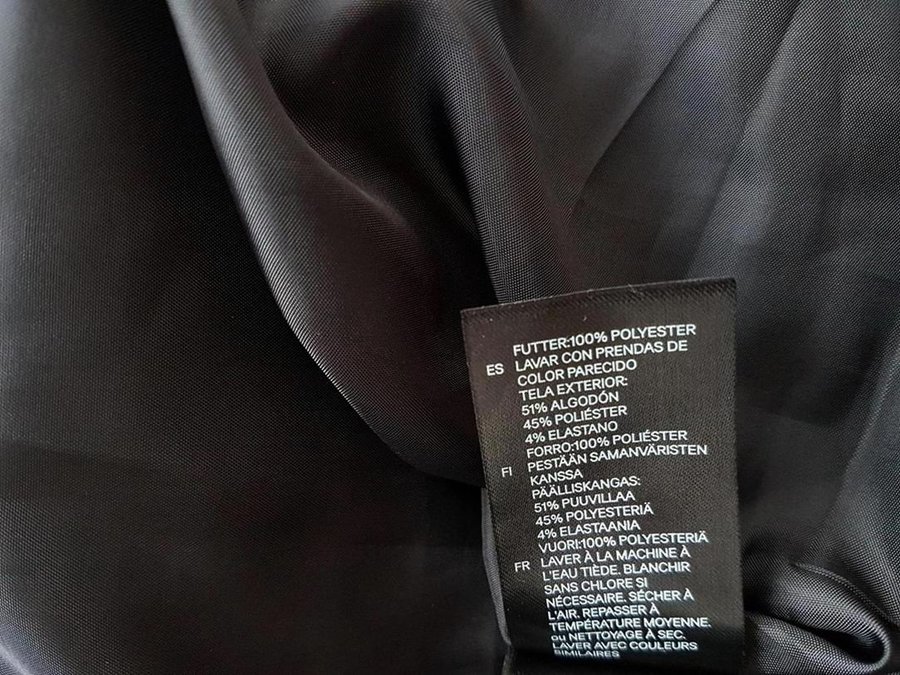 FUTTER:100% POLYESTER
ES LAVAR CON PRENDAS DE
COLOR PARECIDO
TELA EXTERIOR:
51% ALGODÓN
45% POLIÉSTER
4% ELASTANO
FORRO:100% POLIÉSTER
FI PESTÄÄN SAMANVÄRISTEN
KANSSA
PÄÄLLISKANGAS:
51% PUUVILLAA
45% POLYESTERIÄ
4% ELASTAANIA
VUORI:100% POLYESTERIÄ
FR LAVER À LA MACHINE À
L'EAU TIÈDE. BLANCHIR
SANS CHLORE SI
NÉCESSAIRE. SÉCHER À
L'AIR. REPASSER À
TEMPÉRATURE MOYENNE.
ou NETTOYAGE À SEC.
LAVER AVEC COULEURS
SIMILAIRES